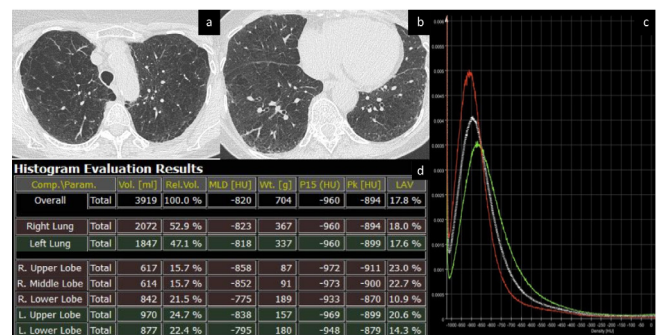 a
b
c
d
Histogram Evaluation Results
Comp.\Param. Vol. [ml] Rel.Vol. MLD [HU] Wt. [g] P15 (HU) Pk [HU] LAV
Overall Total 3919 100.0 % -820 704 -960 -894 17.8 %
Right Lung Total 2072 52.9 % -823 367 -960 -894 18.0 %
Left Lung Total 1847 47.1 % -818 337 -960 -899 17.6 %
R. Upper Lobe Total 617 15.7 % -858 87 -972 -911 23.0 %
R. Middle Lobe Total 614 15.7 % -852 91 -973 -900 22.7 %
R. Lower Lobe Total 842 21.5 % -775 189 -933 -870 10.9 %
L. Upper Lobe Total 970 24.7 % -838 157 -969 -899 20.6 %
L. Lower Lobe Total 877 22.4 % -795 180 -948 -879 14.3 %
Density [HU]